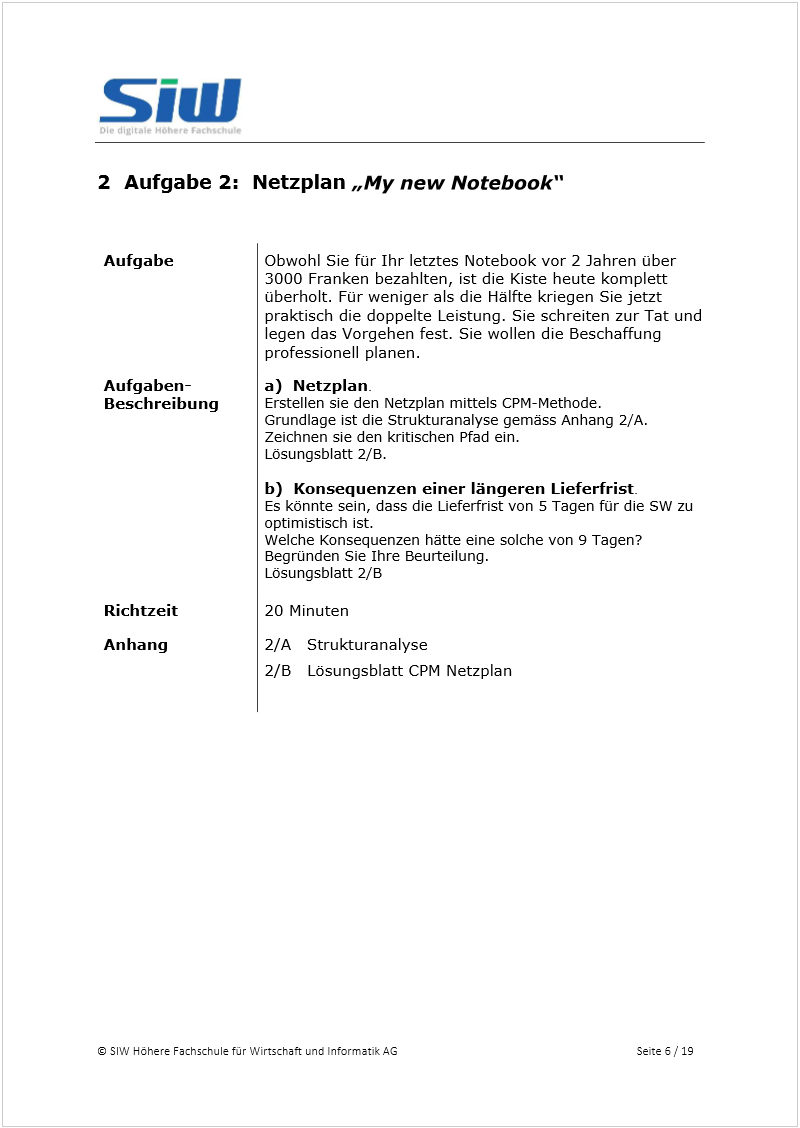 Siw
Die digitale Höhere Fachschule
2 Aufgabe 2: Netzplan „My new Notebook“
Aufgabe
Obwohl Sie für Ihr letztes Notebook vor 2 Jahren über
3000 Franken bezahlten, ist die Kiste heute komplett
überholt. Für weniger als die Hälfte kriegen Sie jetzt
praktisch die doppelte Leistung. Sie schreiten zur Tat und
legen das Vorgehen fest. Sie wollen die Beschaffung
professionell planen.
Aufgaben-
Beschreibung
a) Netzplan.
Erstellen sie den Netzplan mittels CPM-Methode.
Grundlage ist die Strukturanalyse gemäss Anhang 2/A.
Zeichnen sie den kritischen Pfad ein.
Lösungsblatt 2/B.
b) Konsequenzen einer längeren Lieferfrist.
Es könnte sein, dass die Lieferfrist von 5 Tagen für die SW zu
optimistisch ist.
Welche Konsequenzen hätte eine solche von 9 Tagen?
Begründen Sie Ihre Beurteilung.
Lösungsblatt 2/B
Richtzeit
20 Minuten
Anhang
2/A Strukturanalyse
2/B Lösungsblatt CPM Netzplan
© SIW Höhere Fachschule für Wirtschaft und Informatik AG
Seite 6 / 19